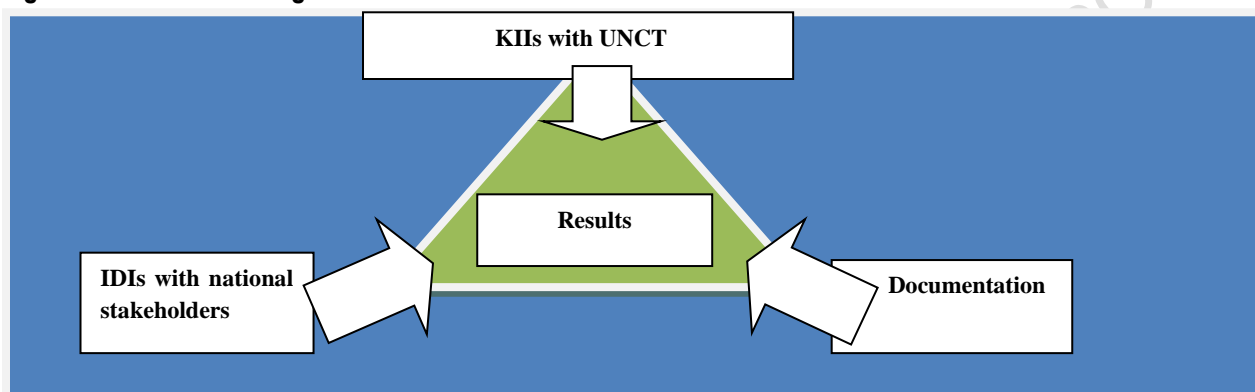 KIIs with UNCT
Results
IDIs with national
stakeholders
Documentation